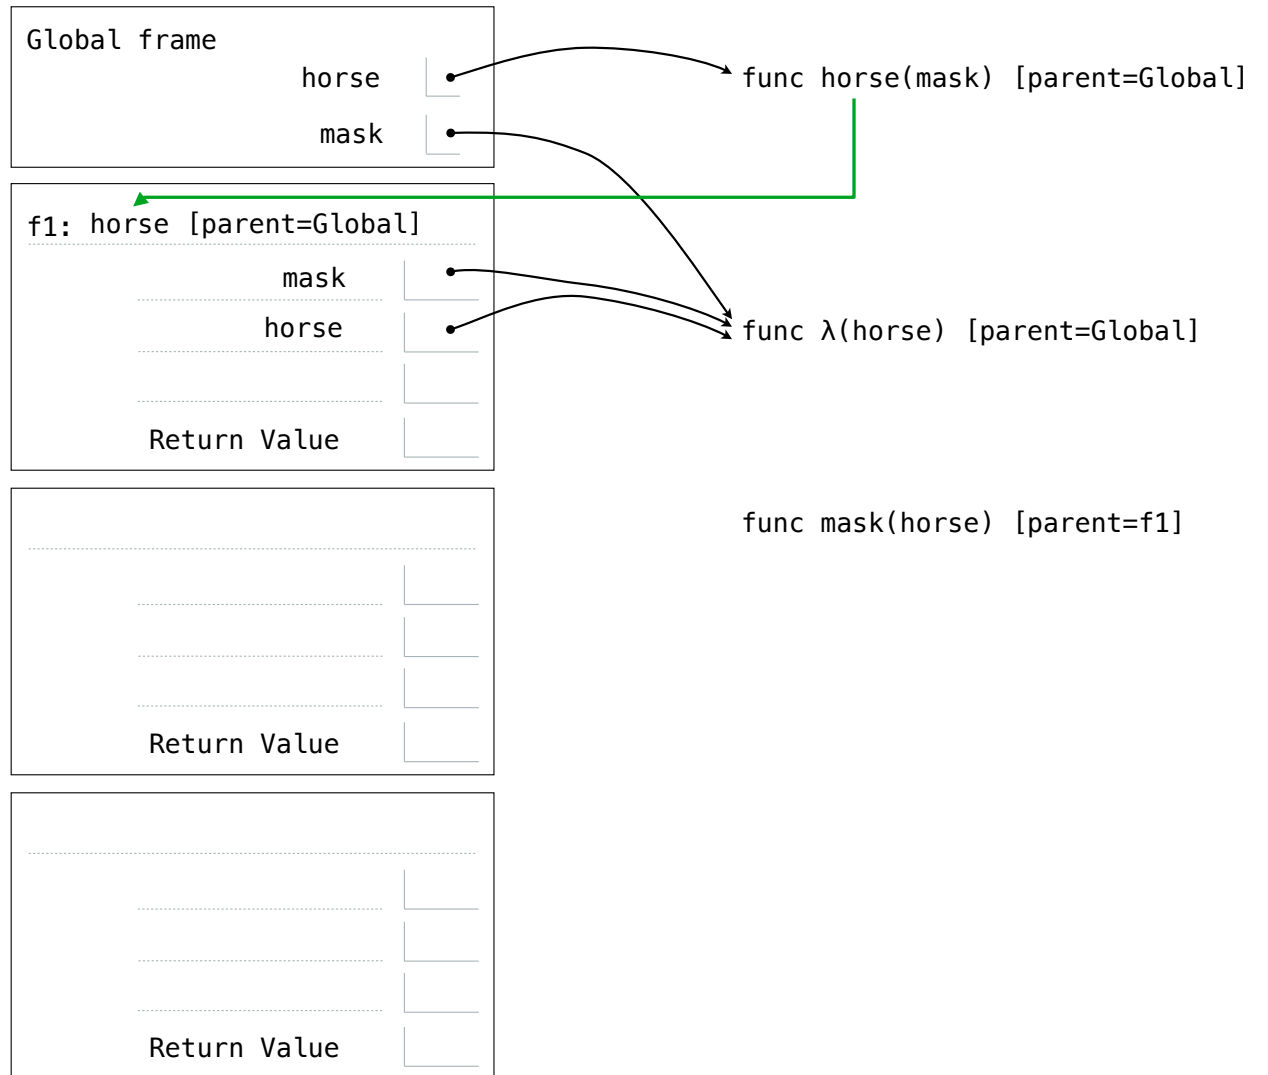 Global frame
horse
func horse(mask) [parent=Global]
mask
f1: horse [parent=Global]
mask
horse
func λ(horse) [parent=Global]
Return Value
func mask(horse) [parent=f1]
Return Value
Return Value